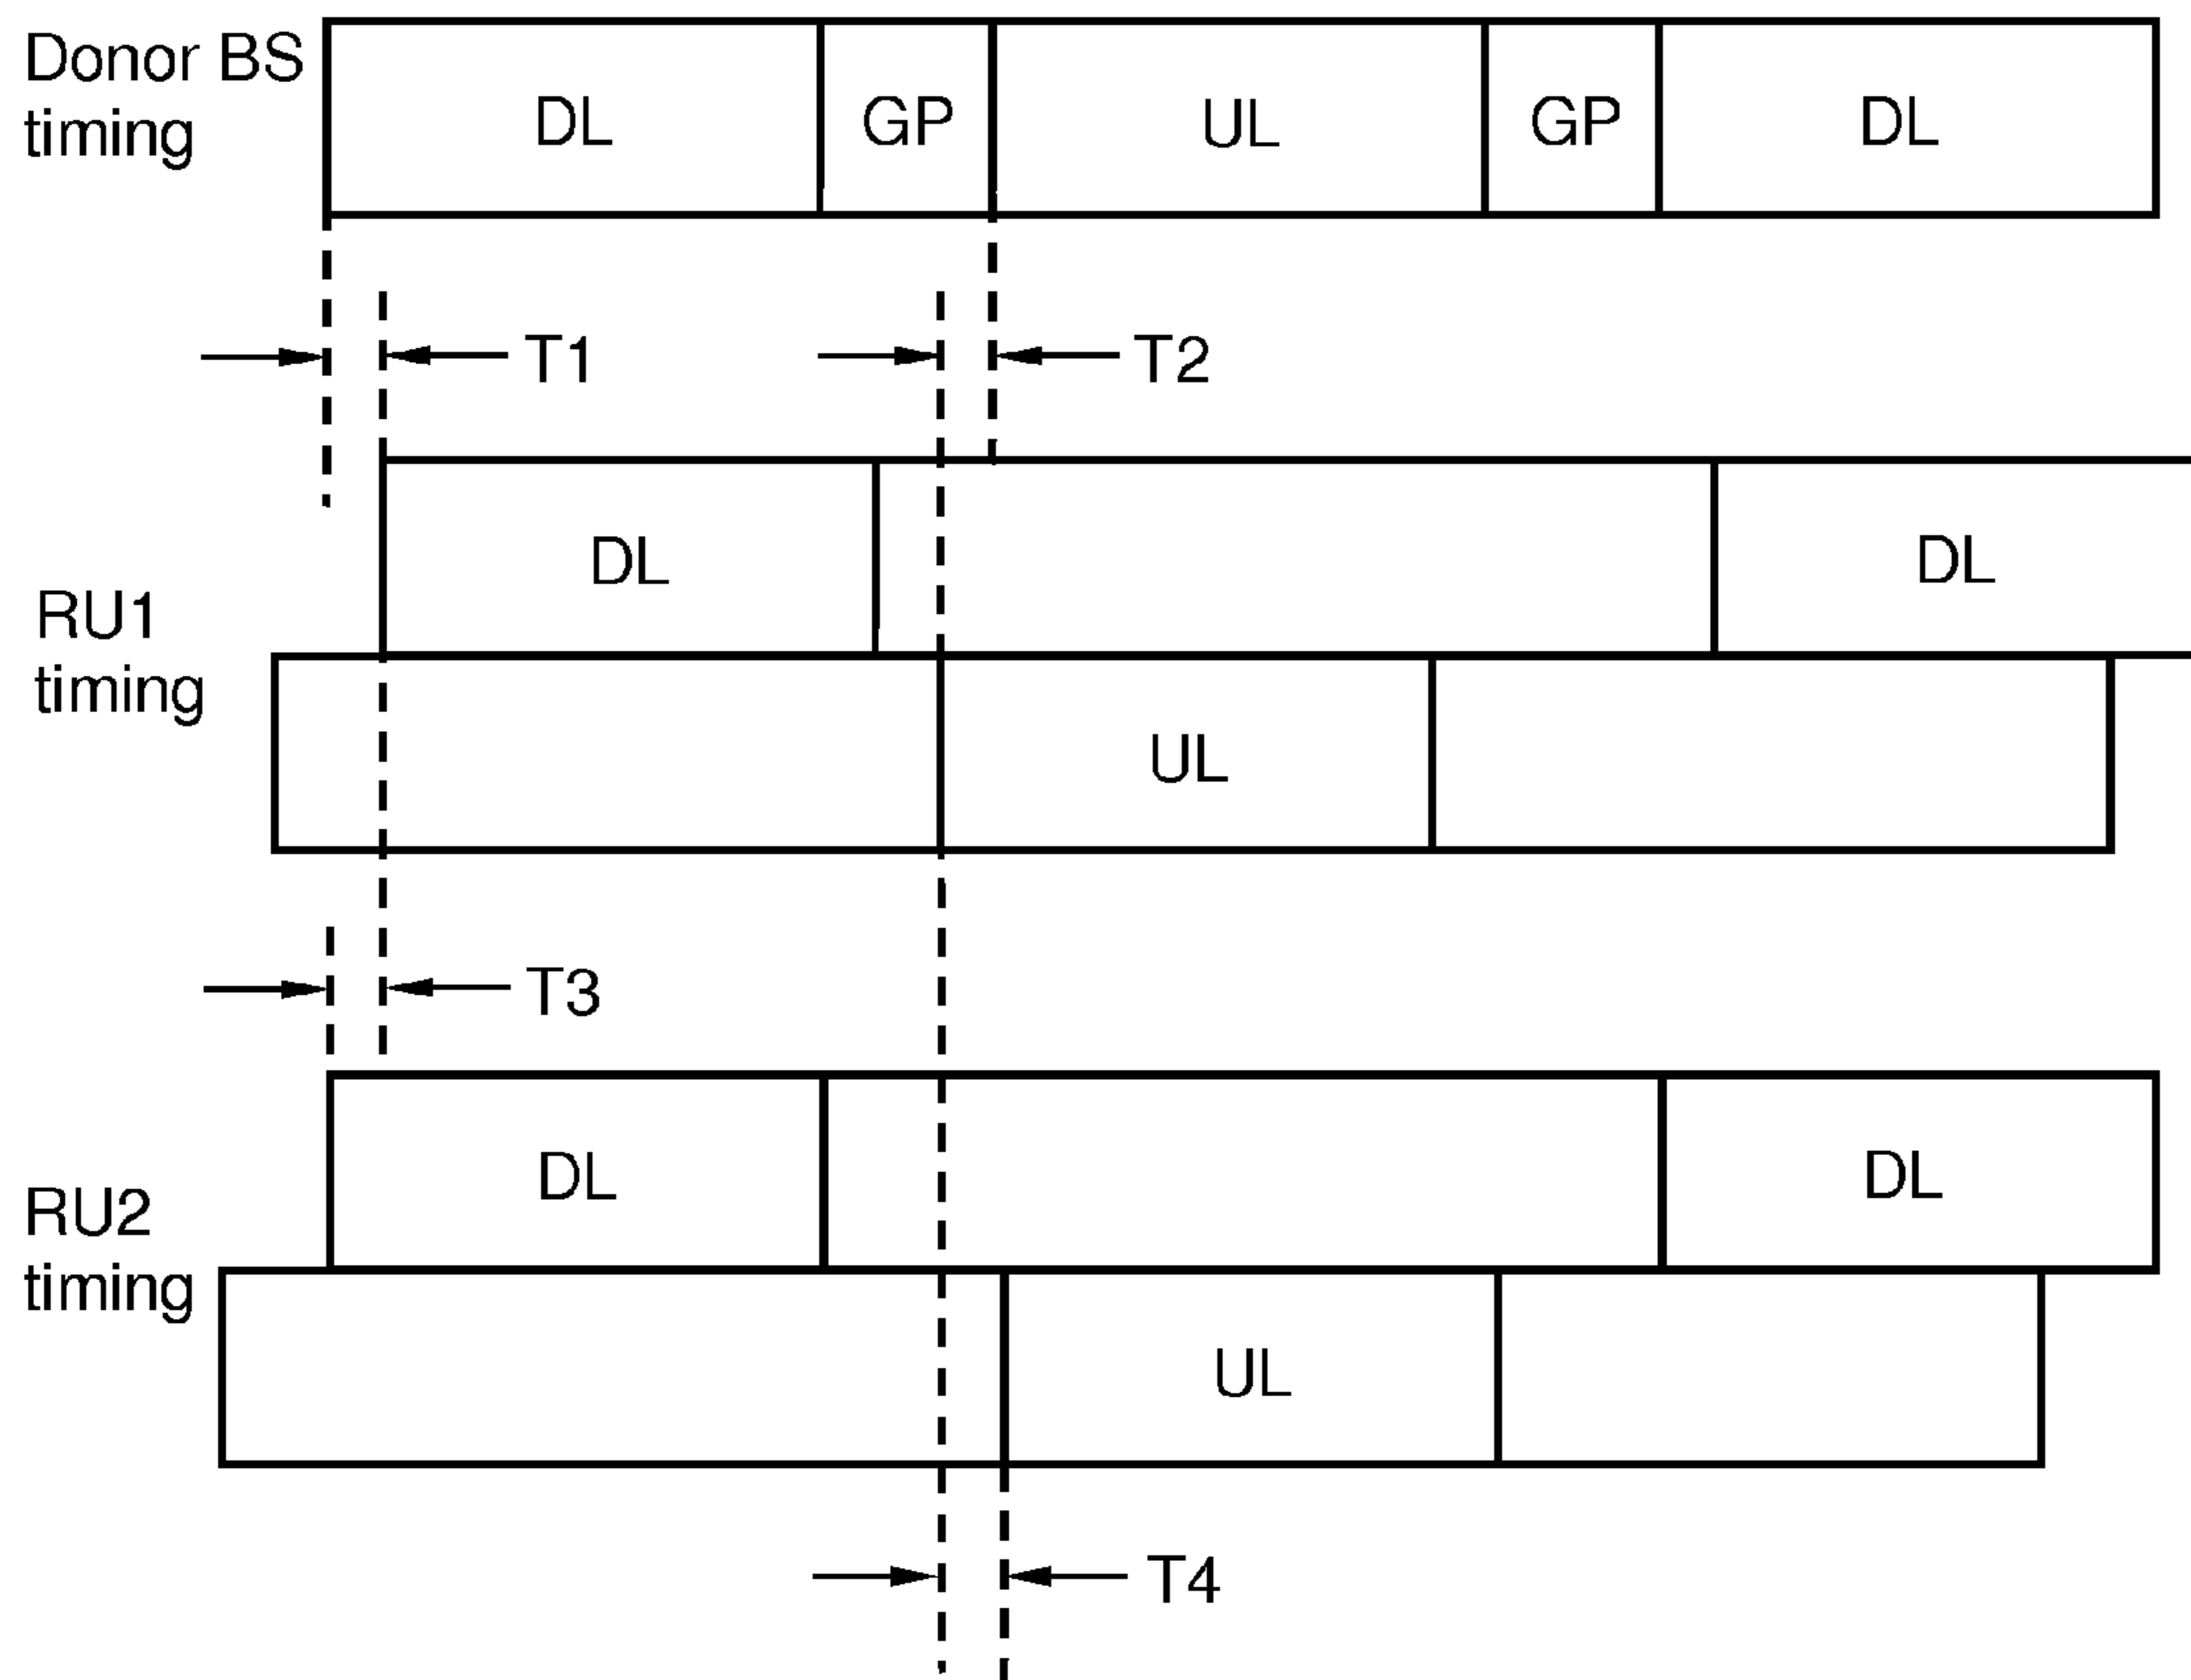 Donor BS
timing
DL
GP
UL
GP
DL
T1
T2
RU1
timing
DL
DL
UL
T3
RU2
timing
DL
DL
UL
T4